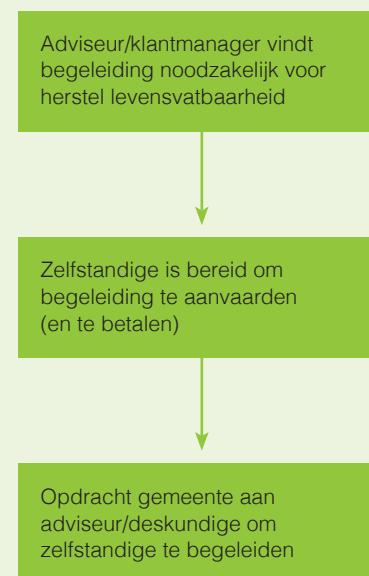 Adviseur/klantmanager vindt
begeleiding noodzakelijk voor
herstel levensvatbaarheid
Zelfstandige is bereid om
begeleiding te aanvaarden
(en te betalen)
Opdracht gemeente aan
adviseur/deskundige om
zelfstandige te begeleiden